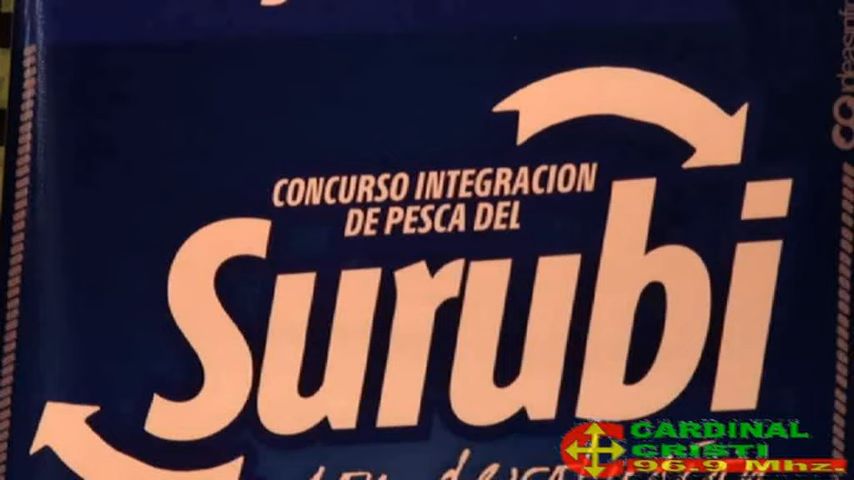 CONCURSO INTEGRACION
DE PESCA DEL
Surubi
CARDINAL
CRISTI
96.9 Mhz.